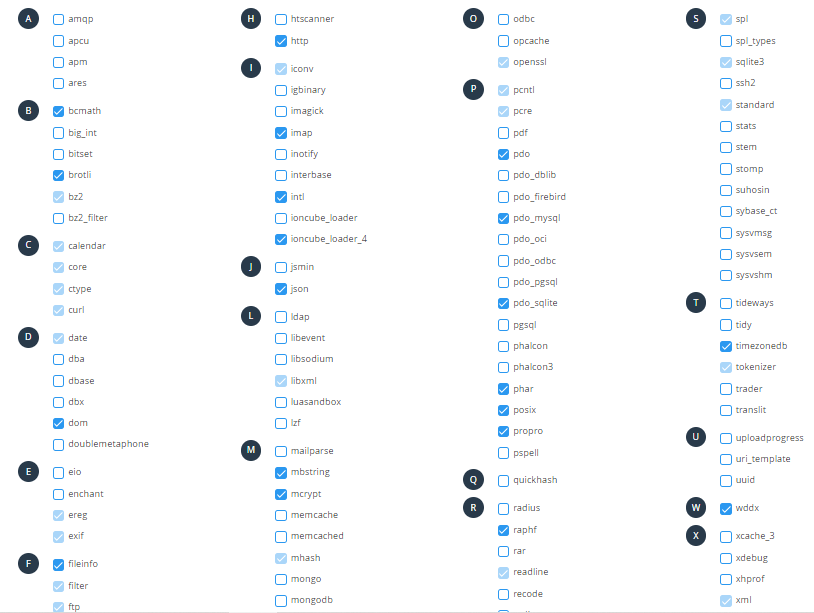 A
amqp
apcu
apm
ares
B
bcmath
big_int
bitset
brotli
bz2
bz2_filter
C
calendar
core
ctype
curl
D
date
dba
dbase
dbx
dom
doublemetaphone
E
eio
enchant
ereg
exif
F
fileinfo
filter
ftp
H
htscanner
http
I
iconv
igbinary
imagick
imap
inotify
interbase
intl
ioncube_loader
ioncube_loader_4
J
jsmin
json
L
ldap
libevent
libsodium
libxml
luasandbox
lzf
M
mailparse
mbstring
mcrypt
memcache
memcached
mhash
mongo
mongodb
O
odbc
opcache
openssl
P
pcntl
pcre
pdf
pdo
pdo_dblib
pdo_firebird
pdo_mysql
pdo_oci
pdo_odbc
pdo_pgsql
pdo_sqlite
pgsql
phalcon
phalcon3
phar
posix
propro
pspell
Q
quickhash
R
radius
raphf
rar
readline
recode
S
spl
spl_types
sqlite3
ssh2
standard
stats
stem
stomp
suhosin
sybase_ct
sysvmsg
sysvsem
sysvshm
T
tideways
tidy
timezonedb
tokenizer
trader
translit
U
uploadprogress
uri_template
uuid
W
wddx
X
xcache_3
xdebug
xhprof
xml